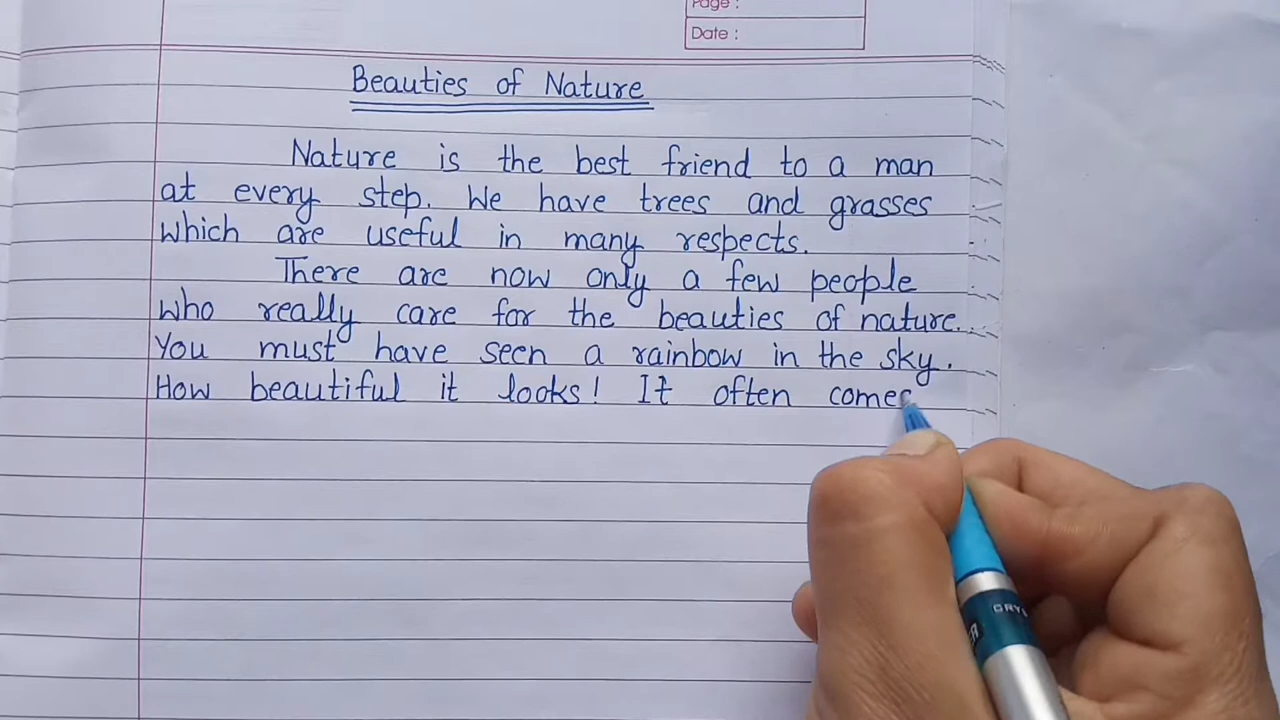 Page :
Date :
Beauties of Nature
Nature is the best friend to a man
at every step. We have trees and grasses
which are useful in many respects.
There are now only a few people
who really care for the beauties of nature.
You must have seen a rainbow in the sky.
How beautiful it looks! It often comes